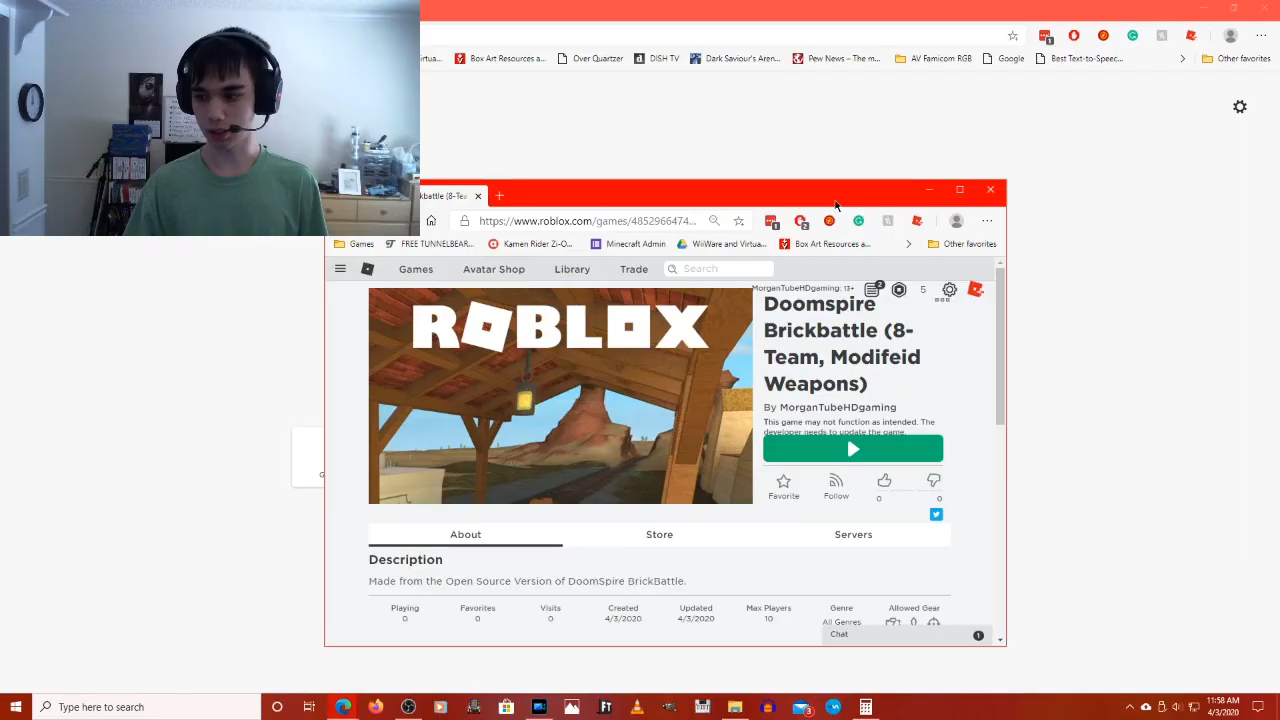 irtua...
Box Art Resources a...
Over Quartzer
DISH TV
Dark Saviour's Aren...
Pew News – The m...
AV Famicom RGB
Google
Best Text-to-Speec...
Other favorites
kbattle (8-Tea
https://www.roblox.com/games/4852966474...
Games
FREE TUNNELBEAR...
Kamen Rider Zi-O...
Minecraft Admin
WiiWare and Virtua...
Box Art Resources a...
Other favorites
Games
Avatar Shop
Library
Trade
Search
MorganTubeHDgaming: 13+
2
5
ROBLOX
Doomspire
Brickbattle (8-
Team, Modifeid
Weapons)
By MorganTubeHDgaming
This game may not function as intended. The
developer needs to update the game.
Favorite
Follow
0
0
About
Store
Servers
Description
Made from the Open Source Version of DoomSpire BrickBattle.
Playing
Favorites
Visits
Created
Updated
Max Players
Genre
Allowed Gear
0
0
0
4/3/2020
4/3/2020
10
All Genres
Chat
1
Type here to search
11:58 AM
4/3/2020